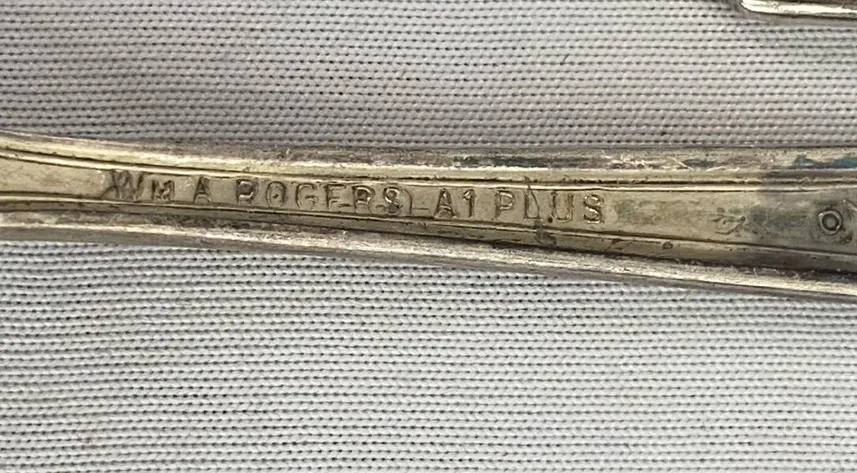 WM A ROGERS A1 PLUS O